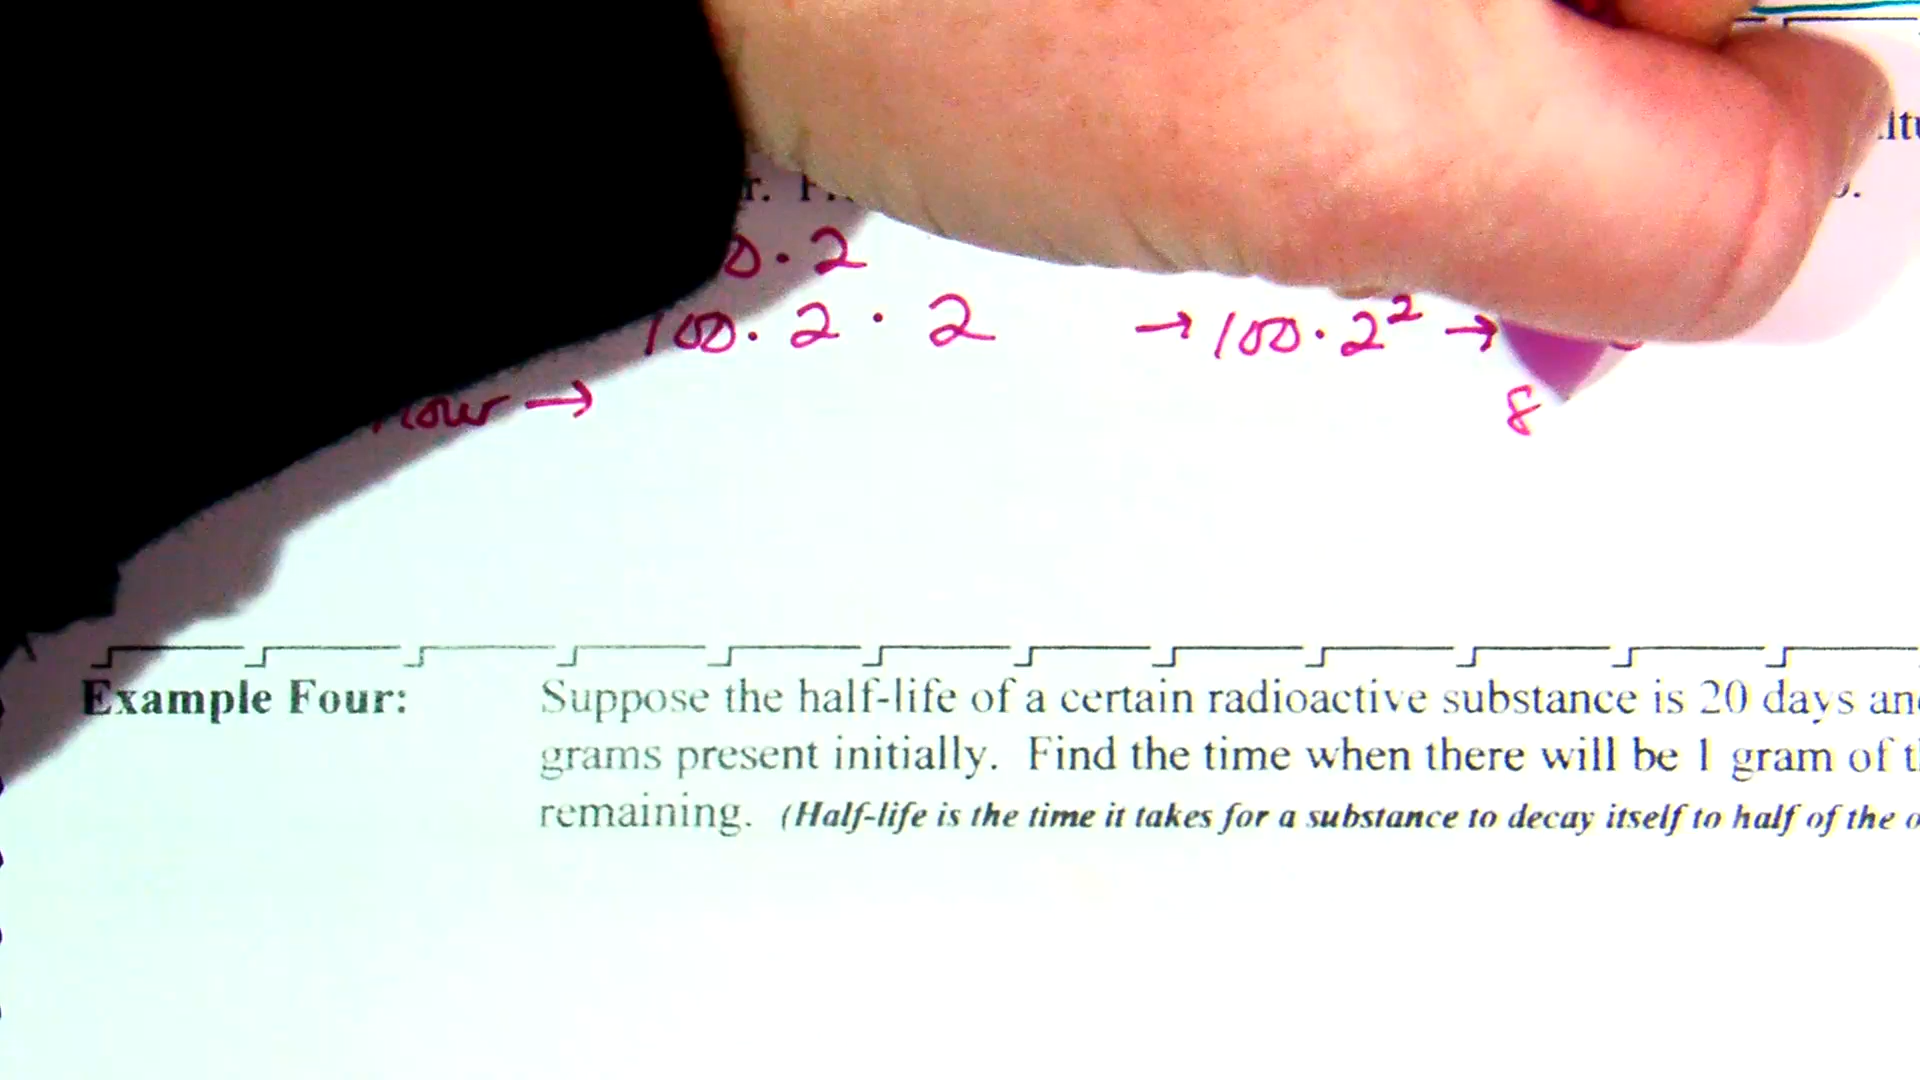 0 · 2
100 · 2 · 2 → 100 · 2² →
→ 8
Example Four: Suppose the half-life of a certain radioactive substance is 20 days
grams present initially. Find the time when there will be 1 gram of
remaining. (Half-life is the time it takes for a substance to decay itself to half of the